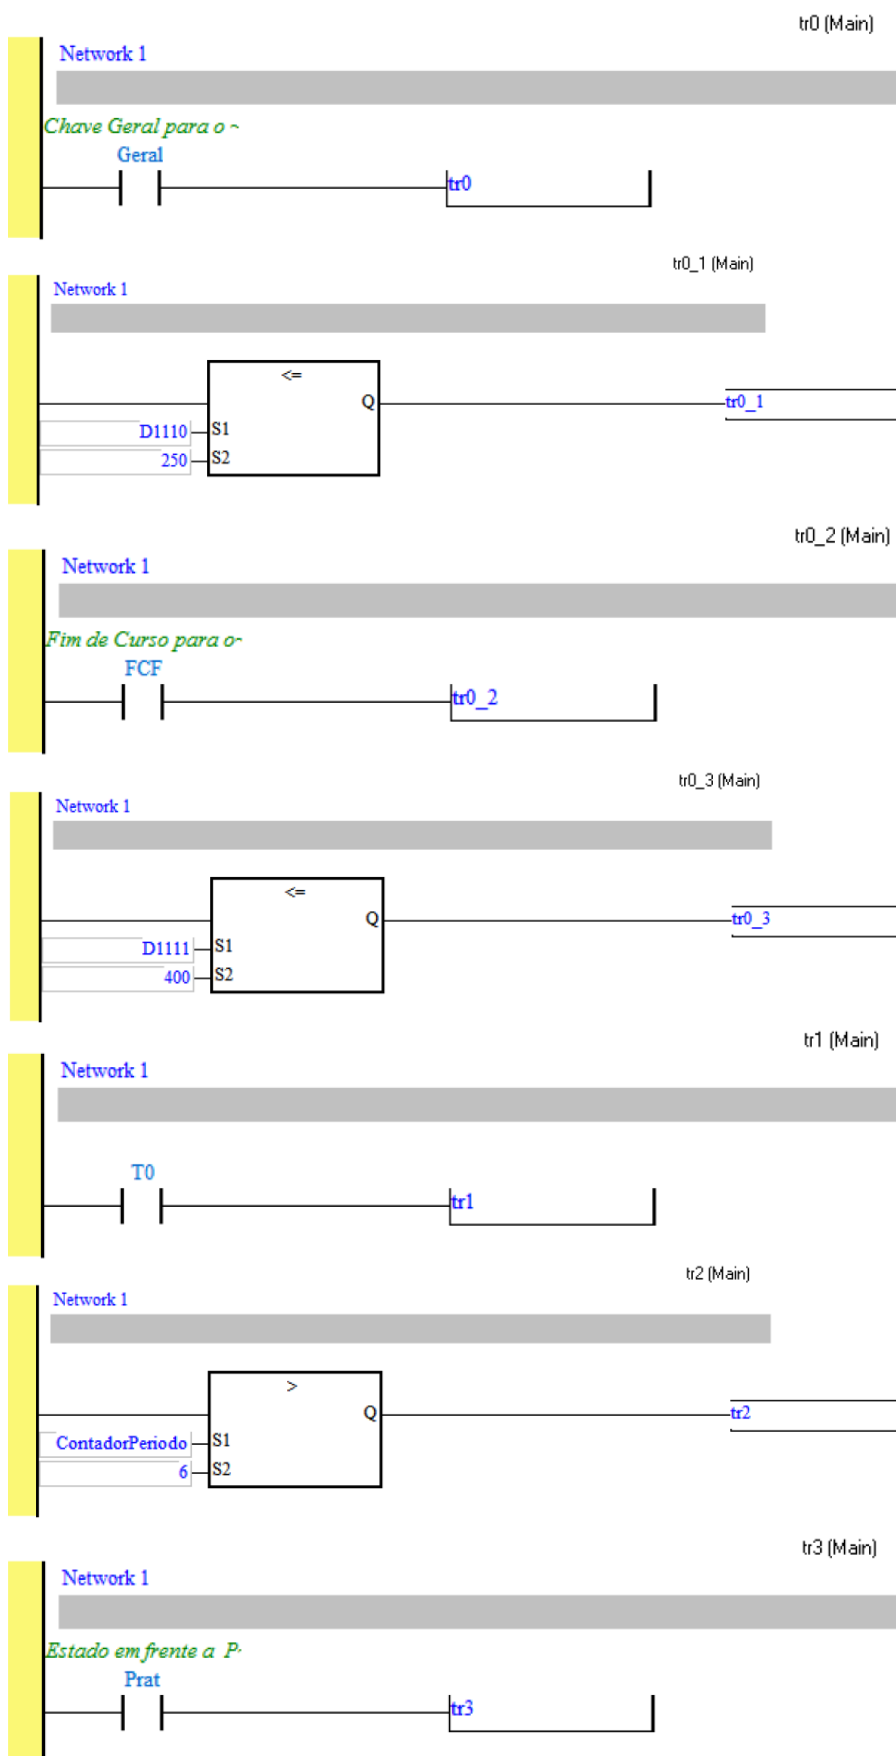 tr0 (Main)
Network 1
Chave Geral para o ~
Geral
tr0
tr0_1 (Main)
Network 1
<=
Q
tr0_1
D1110 S1
250 S2
tr0_2 (Main)
Network 1
Fim de Curso para o~
FCF
tr0_2
tr0_3 (Main)
Network 1
<=
Q
tr0_3
D1111 S1
400 S2
tr1 (Main)
Network 1
T0
tr1
tr2 (Main)
Network 1
>
Q
tr2
ContadorPeriodo S1
6 S2
tr3 (Main)
Network 1
Estado em frente a P
Prat
tr3